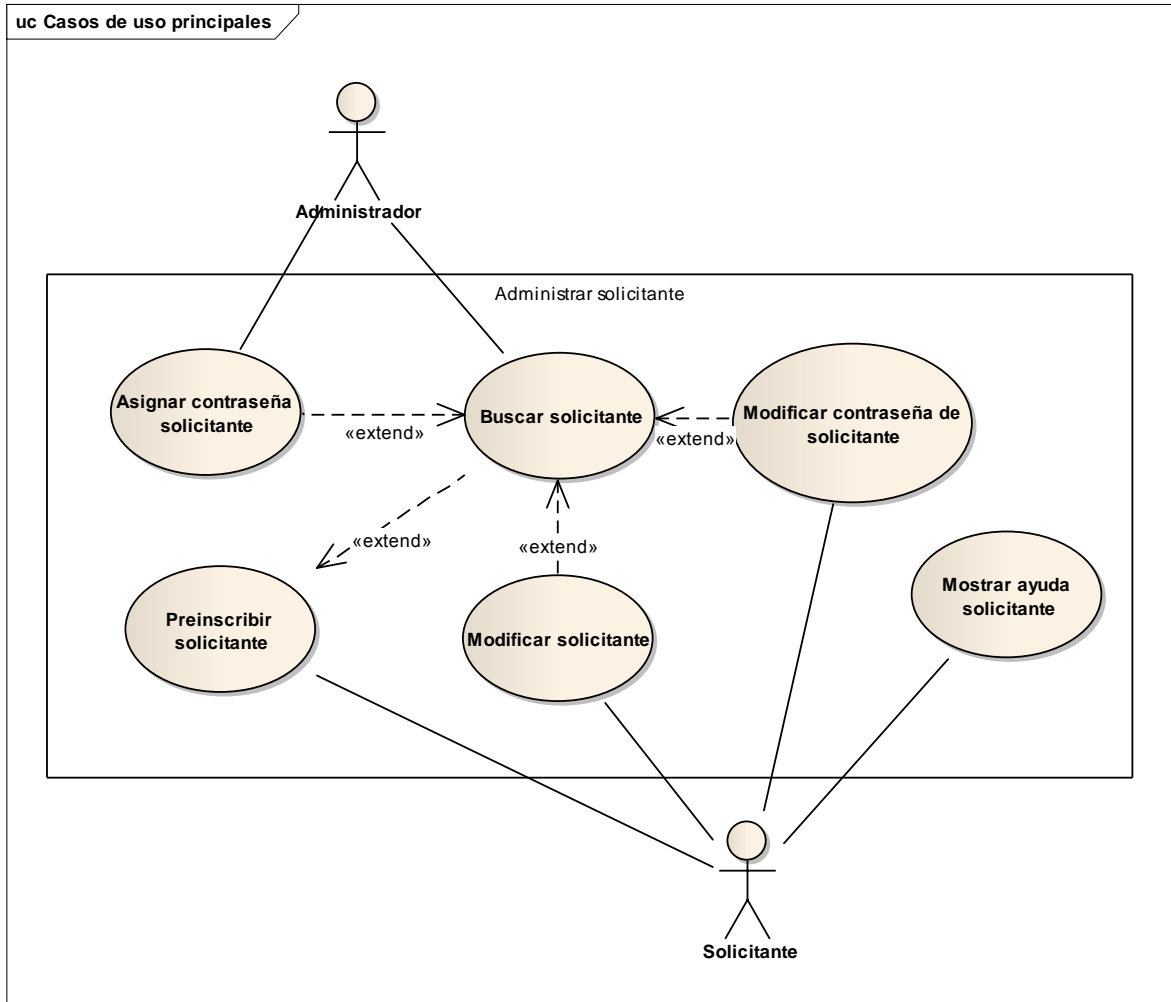 uc Casos de uso principales
Administrador
Administrar solicitante
Asignar contraseña
solicitante
«extend»
Buscar solicitante
«extend»
Modificar contraseña de
solicitante
«extend»
«extend»
Preinscribir
solicitante
Modificar solicitante
Mostrar ayuda
solicitante
Solicitante